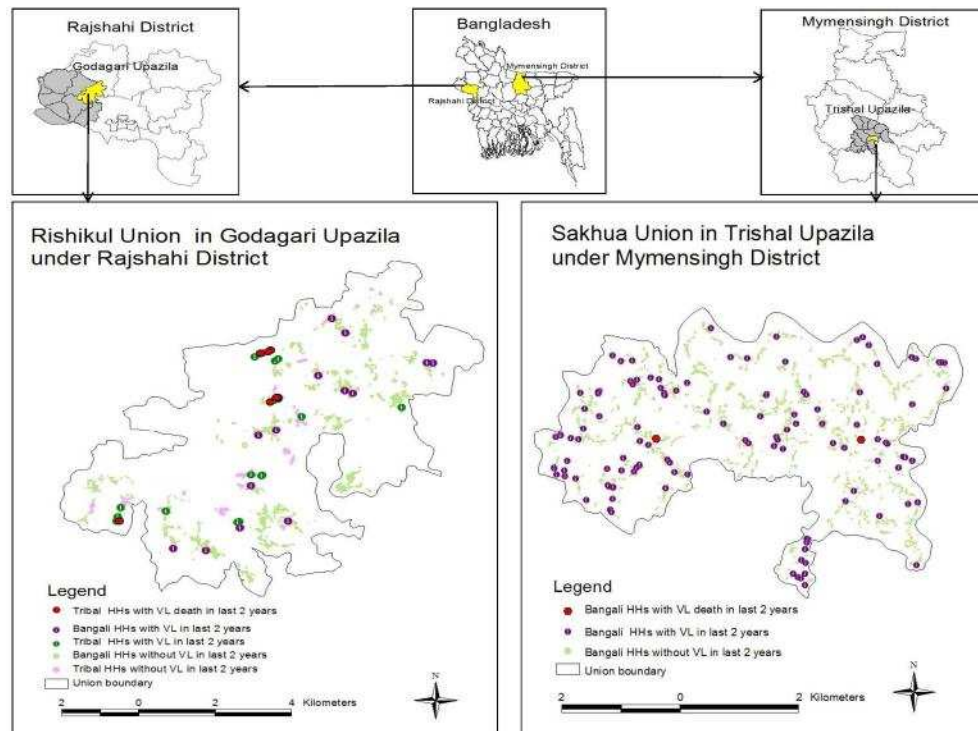 Rajshahi District
Godagari Upazila
Bangladesh
Mymensingh District
Rajshahi District
Mymensingh District
Trishal Upazila
Rishikul Union in Godagari Upazila
under Rajshahi District
Legend
Tribal HHs with VL death in last 2 years
Bangali HHs with VL in last 2 years
Tribal HHs with VL in last 2 years
Bangali HHs without VL in last 2 years
Tribal HHs without VL in last 2 years
Union boundary
N
2 0 2 4 Kilometers
Sakhua Union in Trishal Upazila
under Mymensingh District
Legend
Bangali HHs with VL death in last 2 years
Bangali HHs with VL in last 2 years
Bangali HHs without VL in last 2 years
Union boundary
N
2 0 2 Kilometers